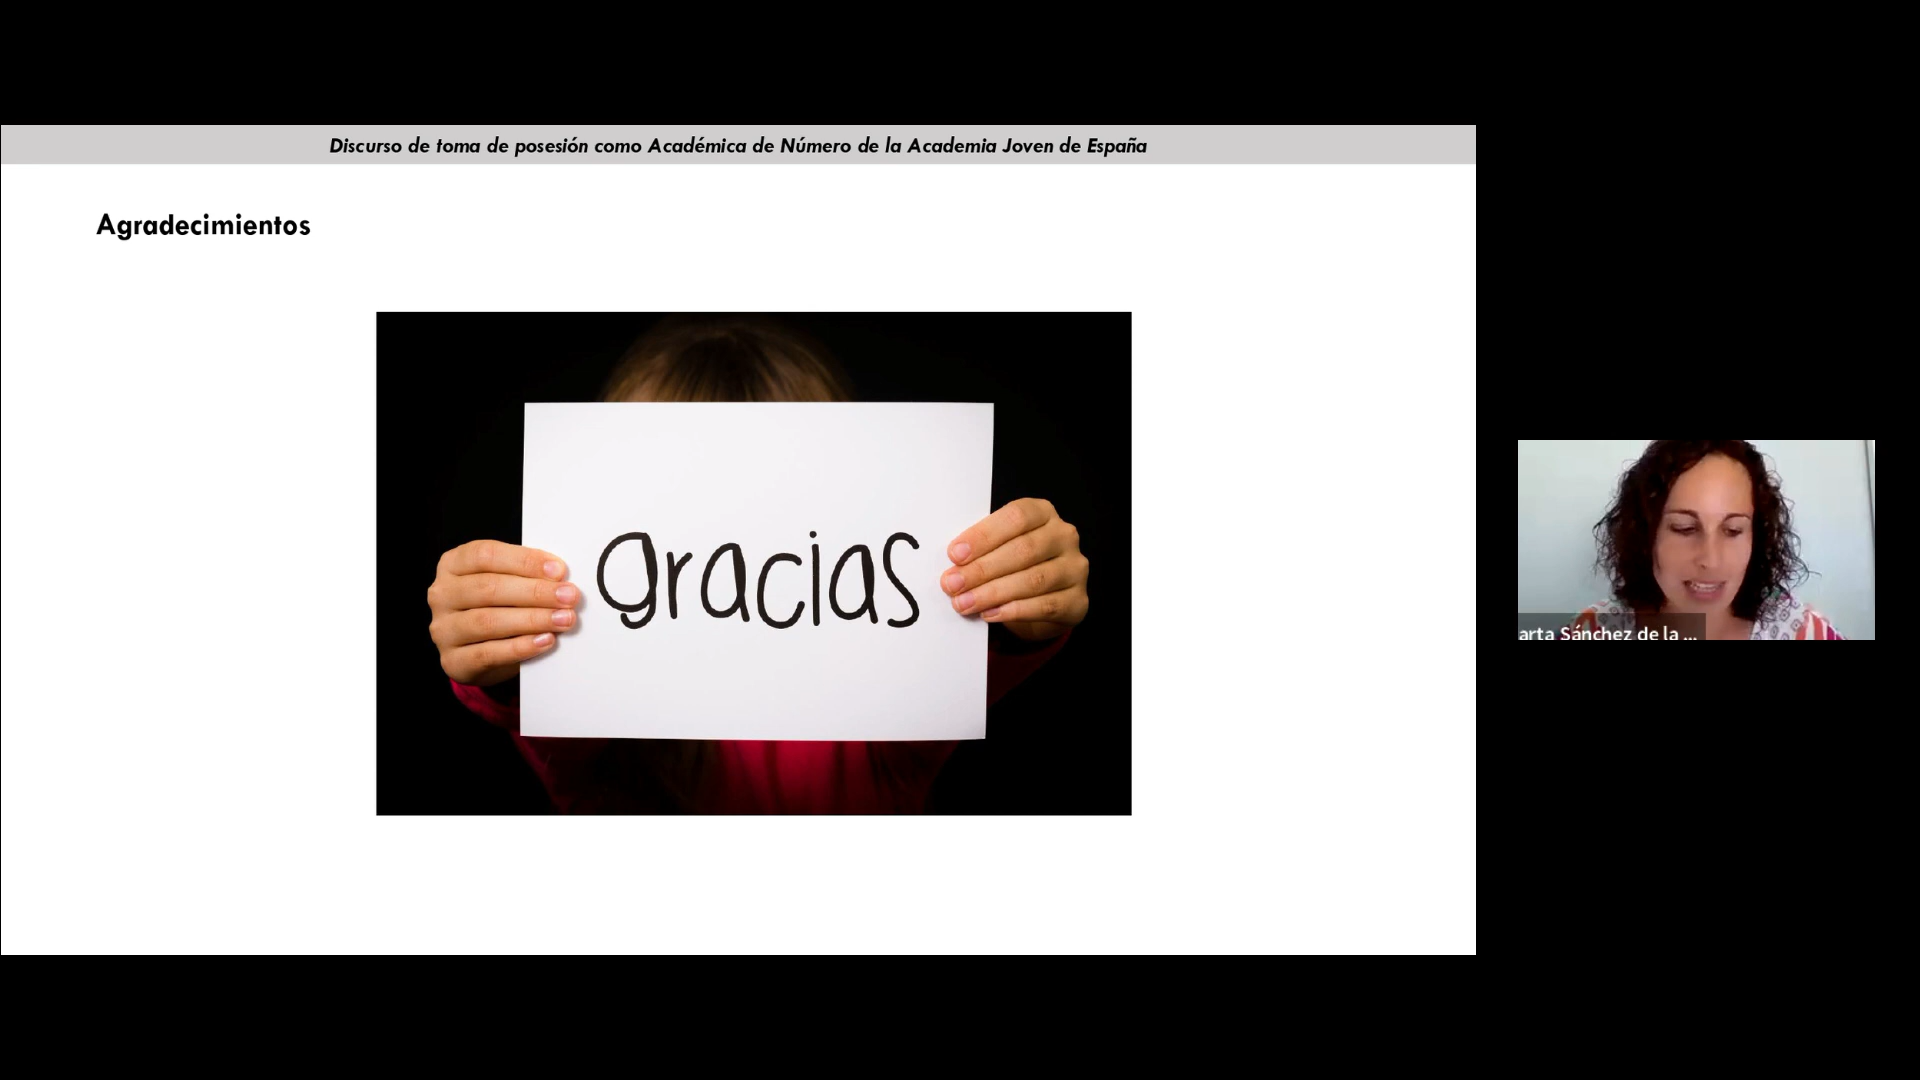 Discurso de toma de posesión como Académica de Número de la Academia Joven de España
Agradecimientos
gracias
arta Sánchez de la ...